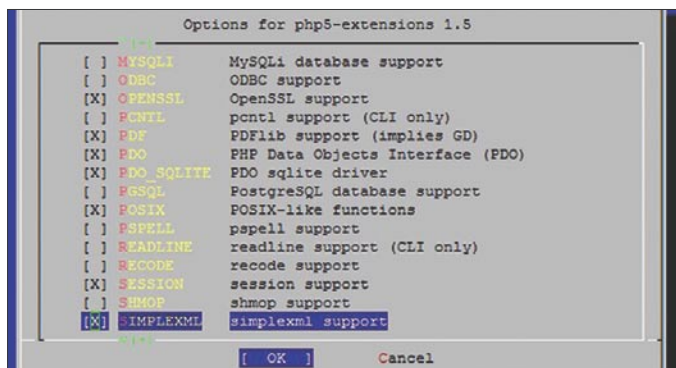 Options for php5-extensions 1.5
^(-)
[ ] MYSQLI MySQLi database support
[ ] ODBC ODBC support
[X] OPENSSL OpenSSL support
[ ] PCNTL pcntl support (CLI only)
[X] PDF PDFlib support (implies GD)
[X] PDO PHP Data Objects Interface (PDO)
[X] PDO_SQLITE PDO sqlite driver
[ ] PGSQL PostgreSQL database support
[X] POSIX POSIX-like functions
[ ] PSPELL pspell support
[ ] READLINE readline support (CLI only)
[ ] RECODE recode support
[X] SESSION session support
[ ] SHMOP shmop support
[X] SIMPLEXML simplexml support
v(+)
[ OK ] Cancel